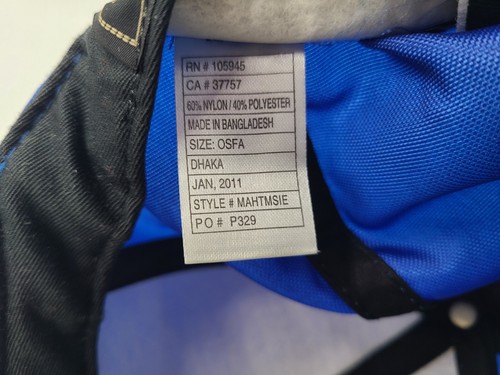 RN # 105945
CA # 37757
60% NYLON / 40% POLYESTER
MADE IN BANGLADESH
SIZE: OSFA
DHAKA
JAN, 2011
STYLE # MAHTMSIE
PO # P329